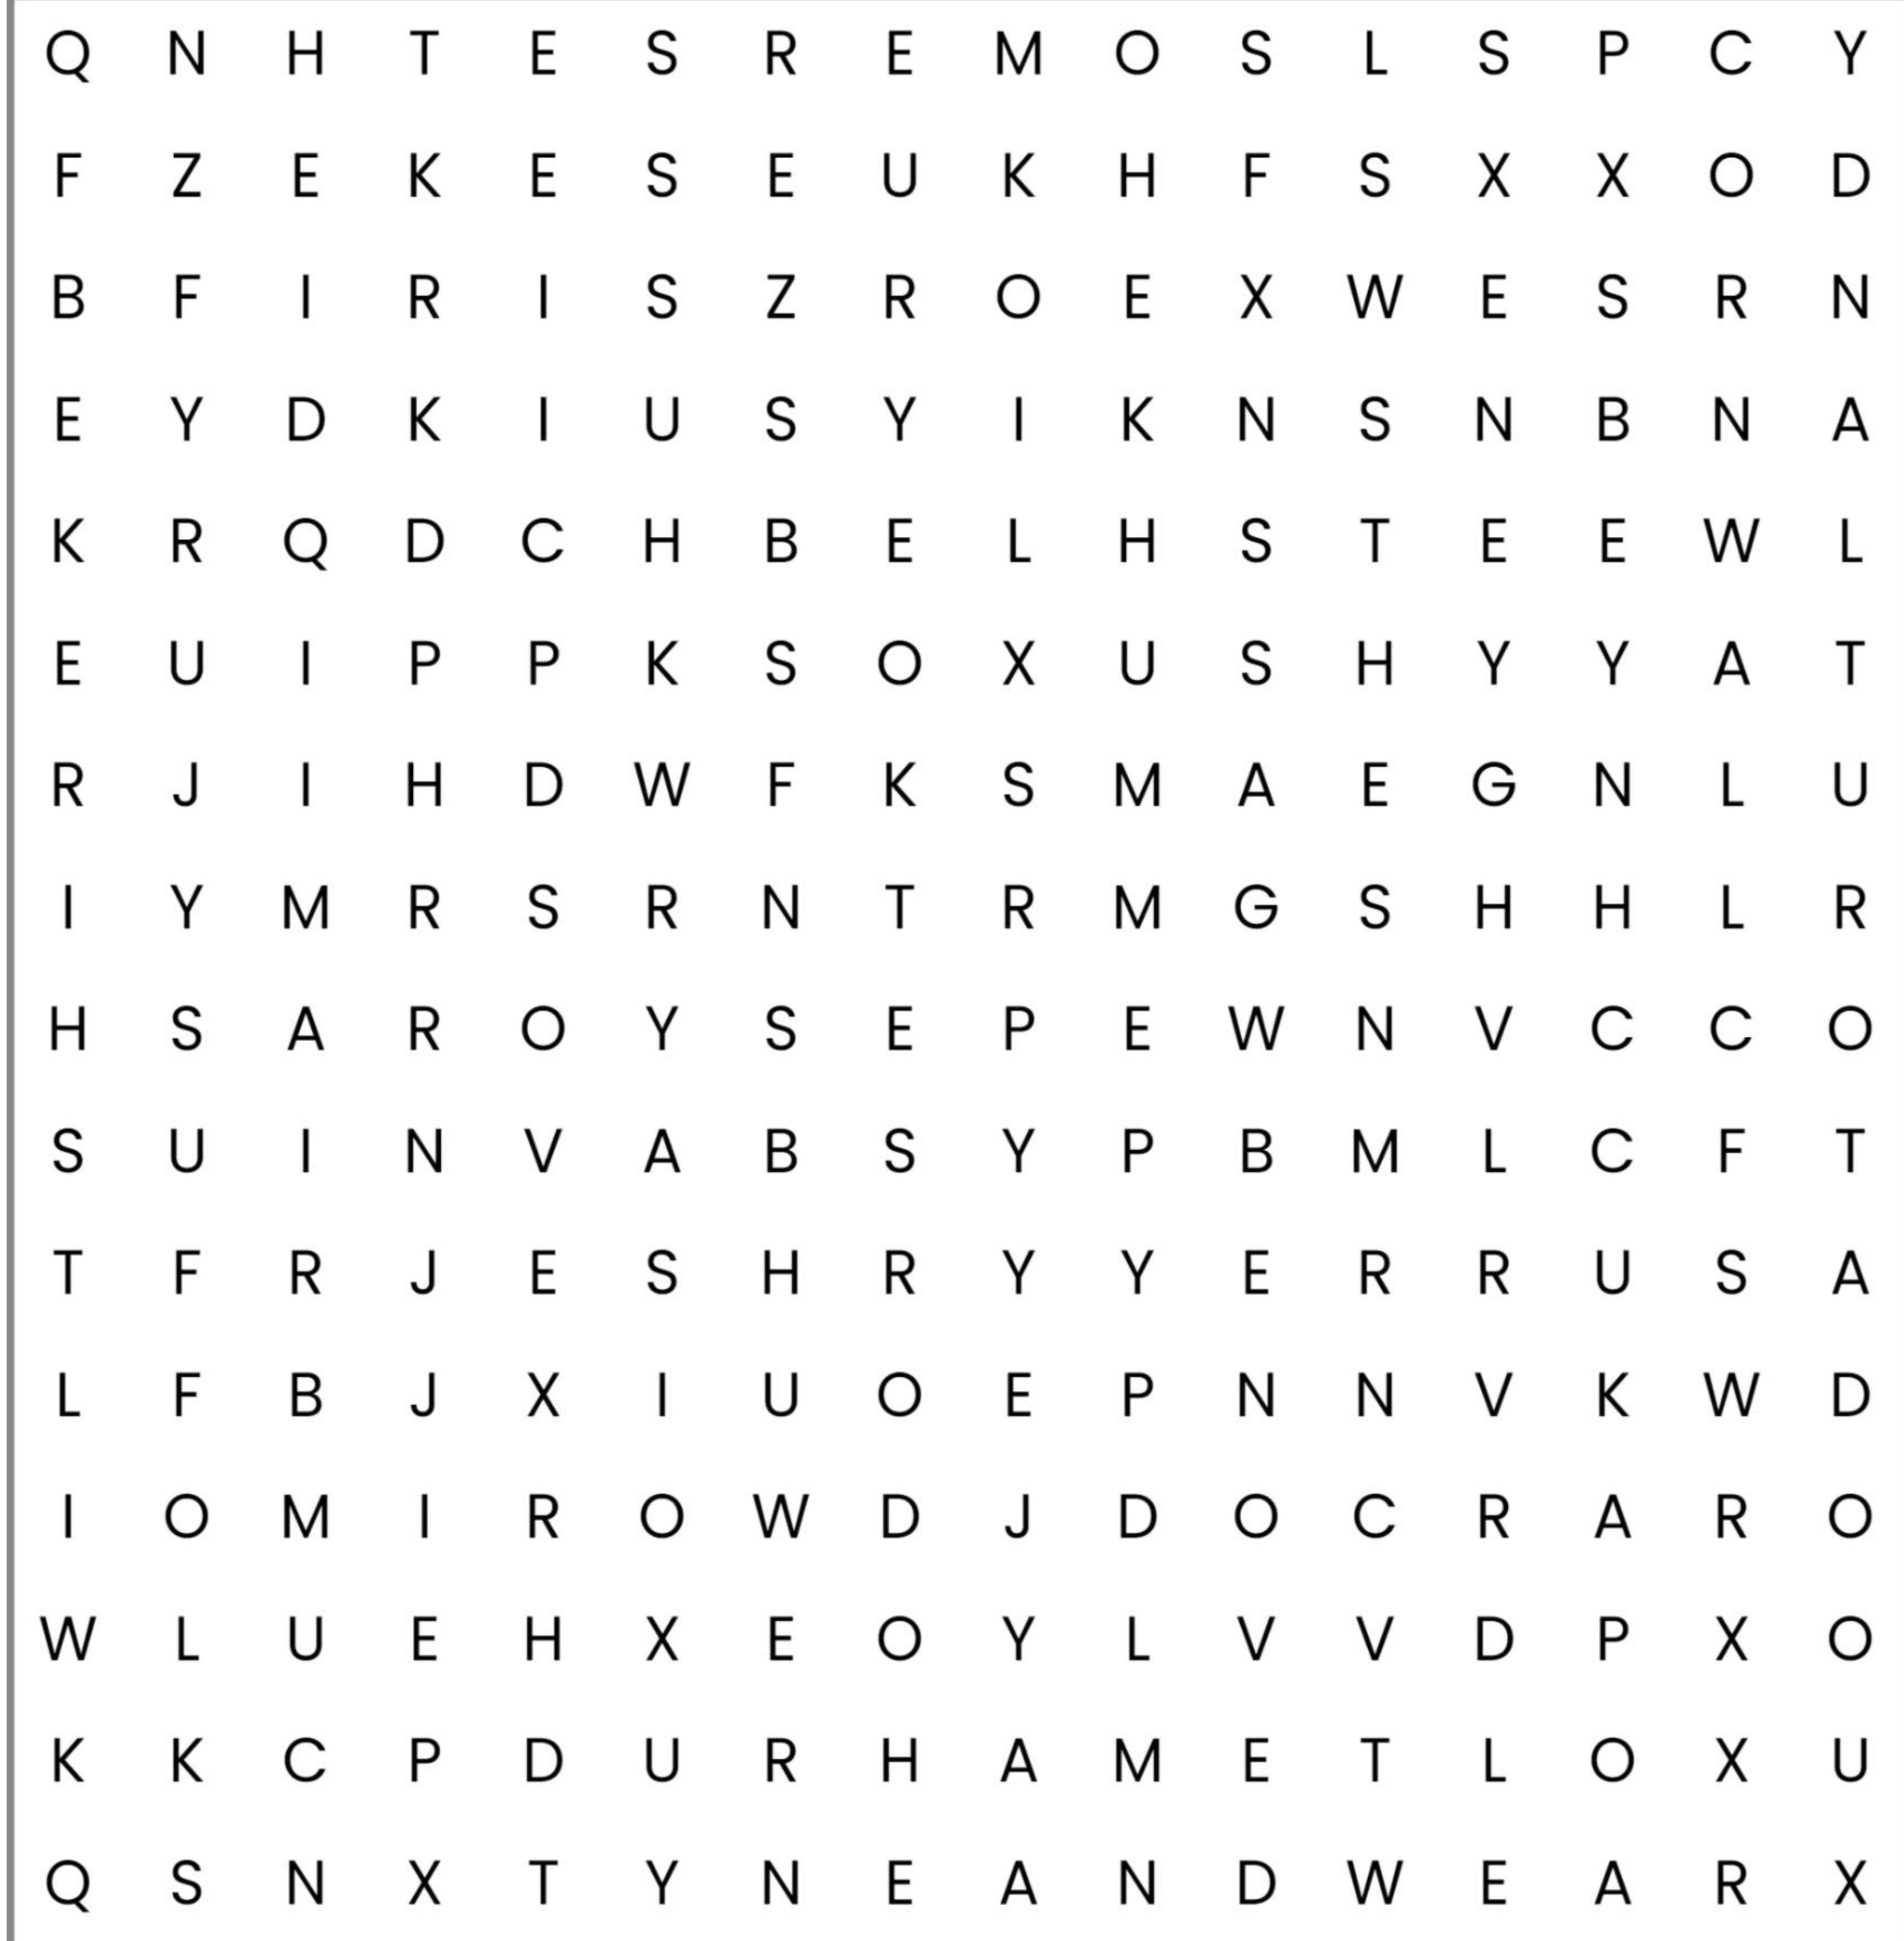 Q N H T E S R E M O S L S P C Y
F Z E K E S E U K H F S X X O D
B F I R I S Z R O E X W E S R N
E Y D K I U S Y I K N S N B N A
K R Q D C H B E L H S T E E W L
E U I P P K S O X U S H Y Y A T
R J I H D W F K S M A E G N L U
I Y M R S R N T R M G S H H L R
H S A R O Y S E P E W N V C C O
S U I N V A B S Y P B M L C F T
T F R J E S H R Y Y E R R U S A
L F B J X I U O E P N N V K W D
I O M I R O W D J D O C R A R O
W L U E H X E O Y L V V D P X O
K K C P D U R H A M E T L O X U
Q S N X T Y N E A N D W E A R X